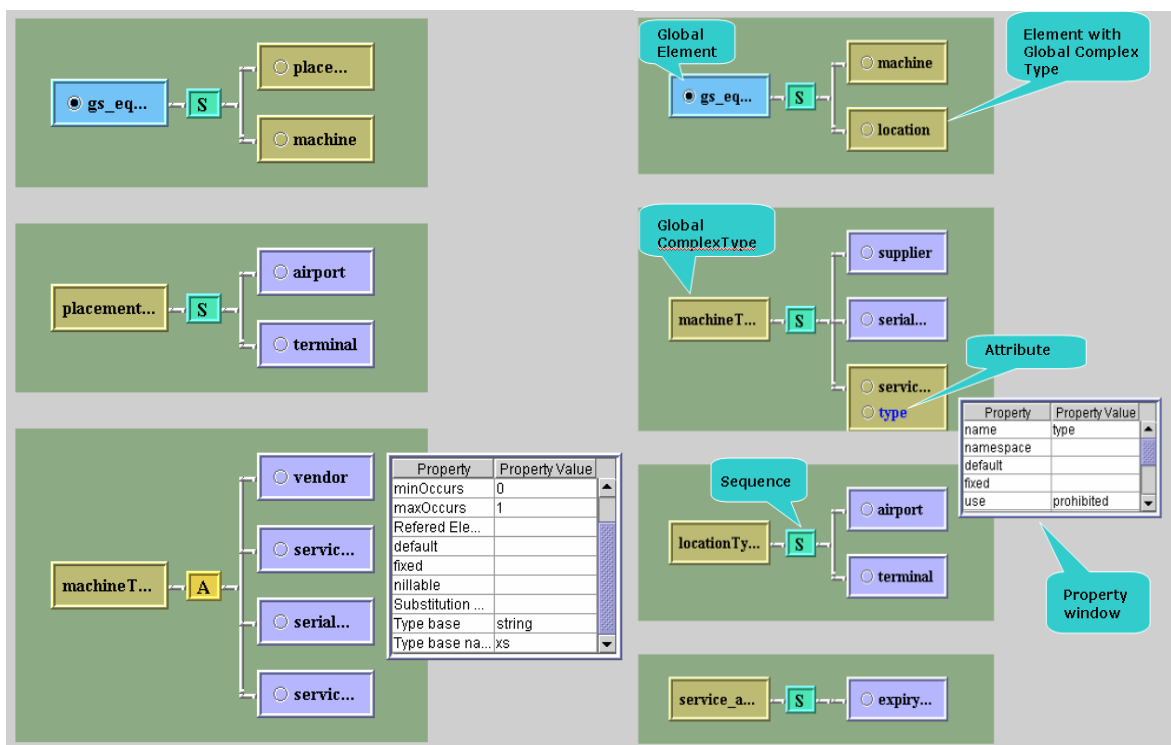 place...
gs_eq...
S
machine
airport
placement...
S
terminal
vendor
servic...
machineT...
A
serial...
servic...
Property
Property Value
minOccurs
0
maxOccurs
1
Refered Ele...
default
fixed
nillable
Substitution ...
Type base
string
Type base na...
xs
Global
Element
Element with
Global Complex
Type
machine
gs_eq...
S
location
Global
ComplexType
supplier
machineT...
S
serial...
Attribute
servic...
type
Property
Property Value
name
type
namespace
default
fixed
use
prohibited
Sequence
airport
locationTy...
S
terminal
Property
window
service_a...
S
expiry...